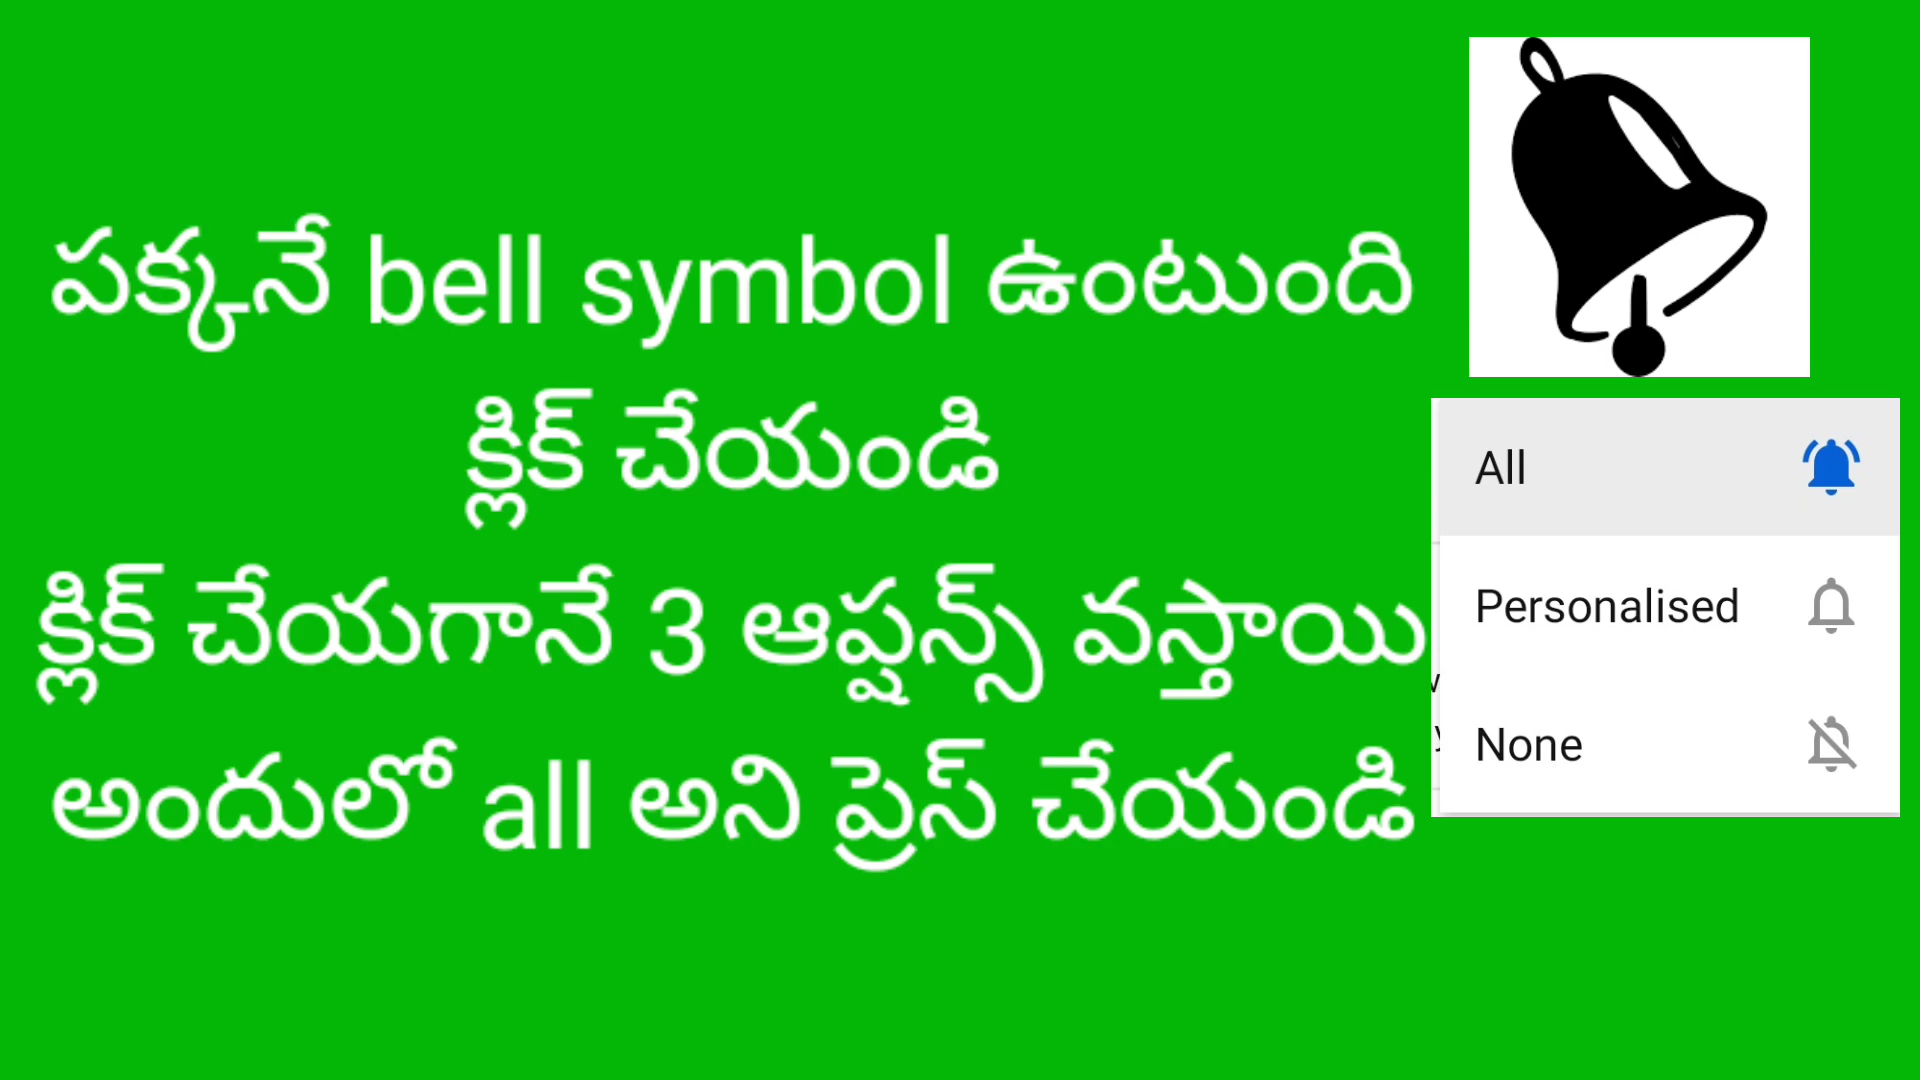 పక్కనే bell symbol ఉంటుంది
క్లిక్ చేయండి
క్లిక్ చేయగానే 3 ఆప్షన్స్ వస్తాయి
అందులో all అని ప్రెస్ చేయండి
All
Personalised
None